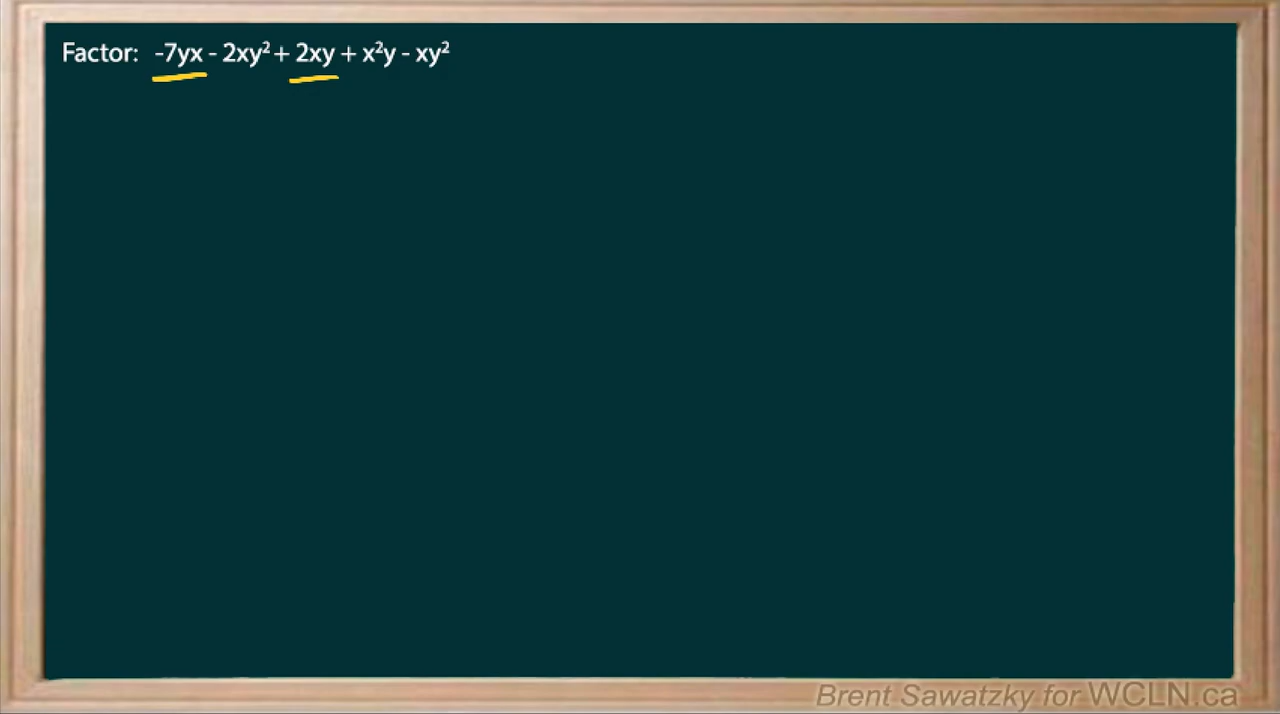 Factor: -7yx - 2xy² + 2xy + x²y - xy²
Brent Sawatzky for WCLN.ca